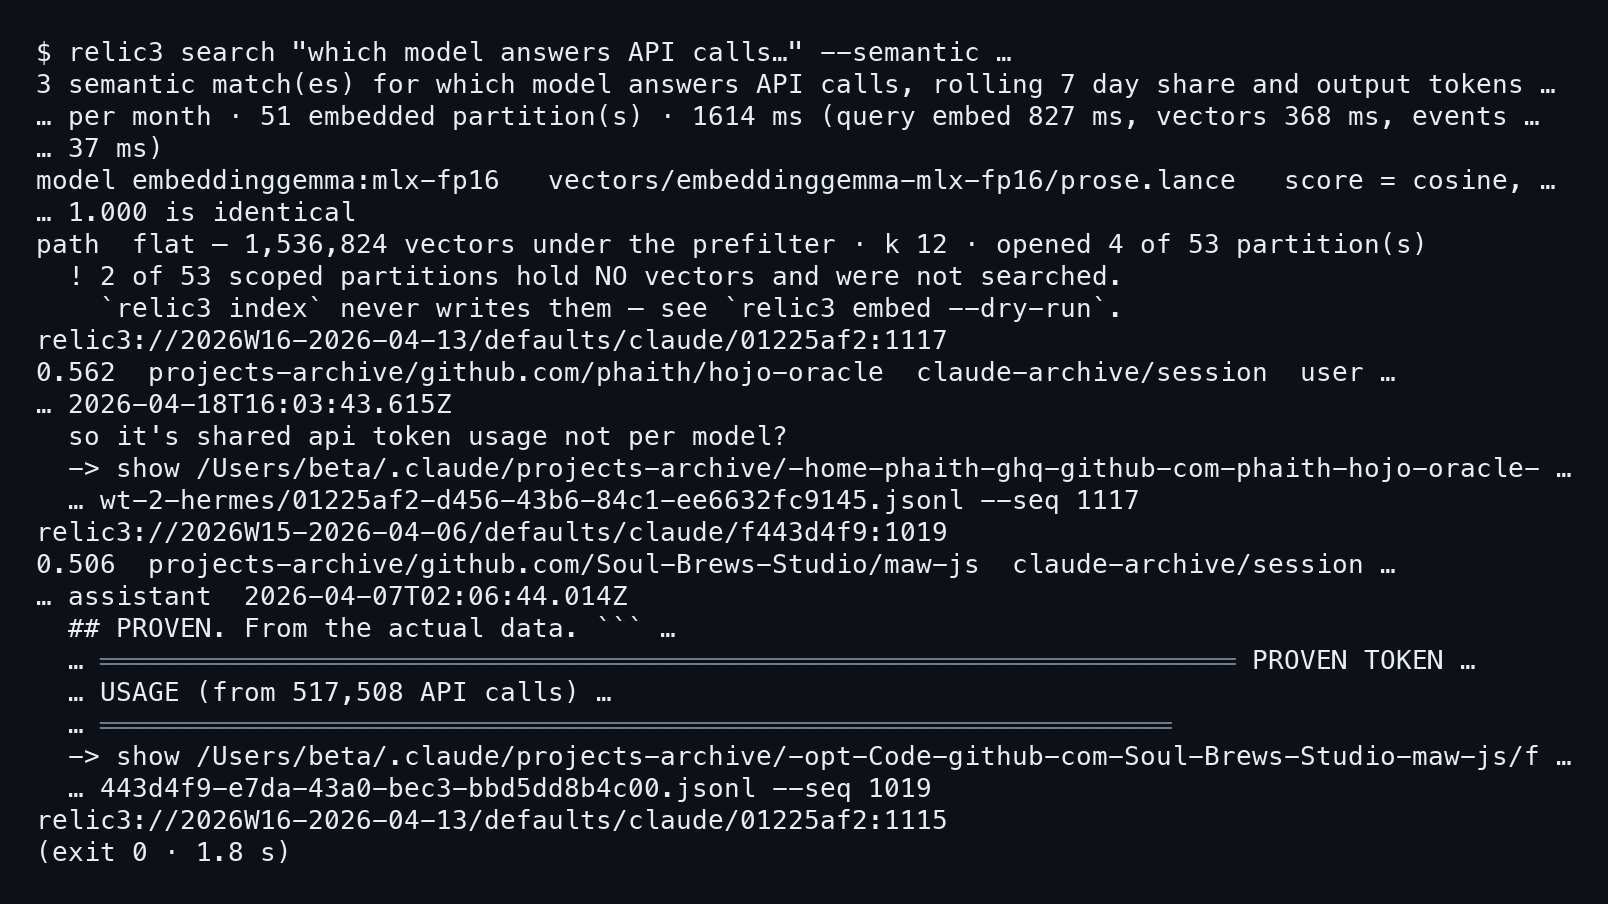 $ relic3 search "which model answers API calls…" --semantic …
3 semantic match(es) for which model answers API calls, rolling 7 day share and output tokens …
… per month · 51 embedded partition(s) · 1614 ms (query embed 827 ms, vectors 368 ms, events …
… 37 ms)
model embeddinggemma:mlx-fp16   vectors/embeddinggemma-mlx-fp16/prose.lance   score = cosine, …
… 1.000 is identical
path  flat — 1,536,824 vectors under the prefilter · k 12 · opened 4 of 53 partition(s)
  ! 2 of 53 scoped partitions hold NO vectors and were not searched.
    `relic3 index` never writes them — see `relic3 embed --dry-run`.
relic3://2026W16-2026-04-13/defaults/claude/01225af2:1117
0.562  projects-archive/github.com/phaith/hojo-oracle  claude-archive/session  user …
… 2026-04-18T16:03:43.615Z
  so it's shared api token usage not per model?
  -> show /Users/beta/.claude/projects-archive/-home-phaith-ghq-github-com-phaith-hojo-oracle- …
  … wt-2-hermes/01225af2-d456-43b6-84c1-ee6632fc9145.jsonl --seq 1117
relic3://2026W15-2026-04-06/defaults/claude/f443d4f9:1019
0.506  projects-archive/github.com/Soul-Brews-Studio/maw-js  claude-archive/session …
… assistant  2026-04-07T02:06:44.014Z
  ## PROVEN. From the actual data. ``` …
  … ═══════════════════════════════════════════════════════════════════════ PROVEN TOKEN …
  … USAGE (from 517,508 API calls) …
  … ═══════════════════════════════════════════════════════════════════
  -> show /Users/beta/.claude/projects-archive/-opt-Code-github-com-Soul-Brews-Studio-maw-js/f …
  … 443d4f9-e7da-43a0-bec3-bbd5dd8b4c00.jsonl --seq 1019
relic3://2026W16-2026-04-13/defaults/claude/01225af2:1115
(exit 0 · 1.8 s)